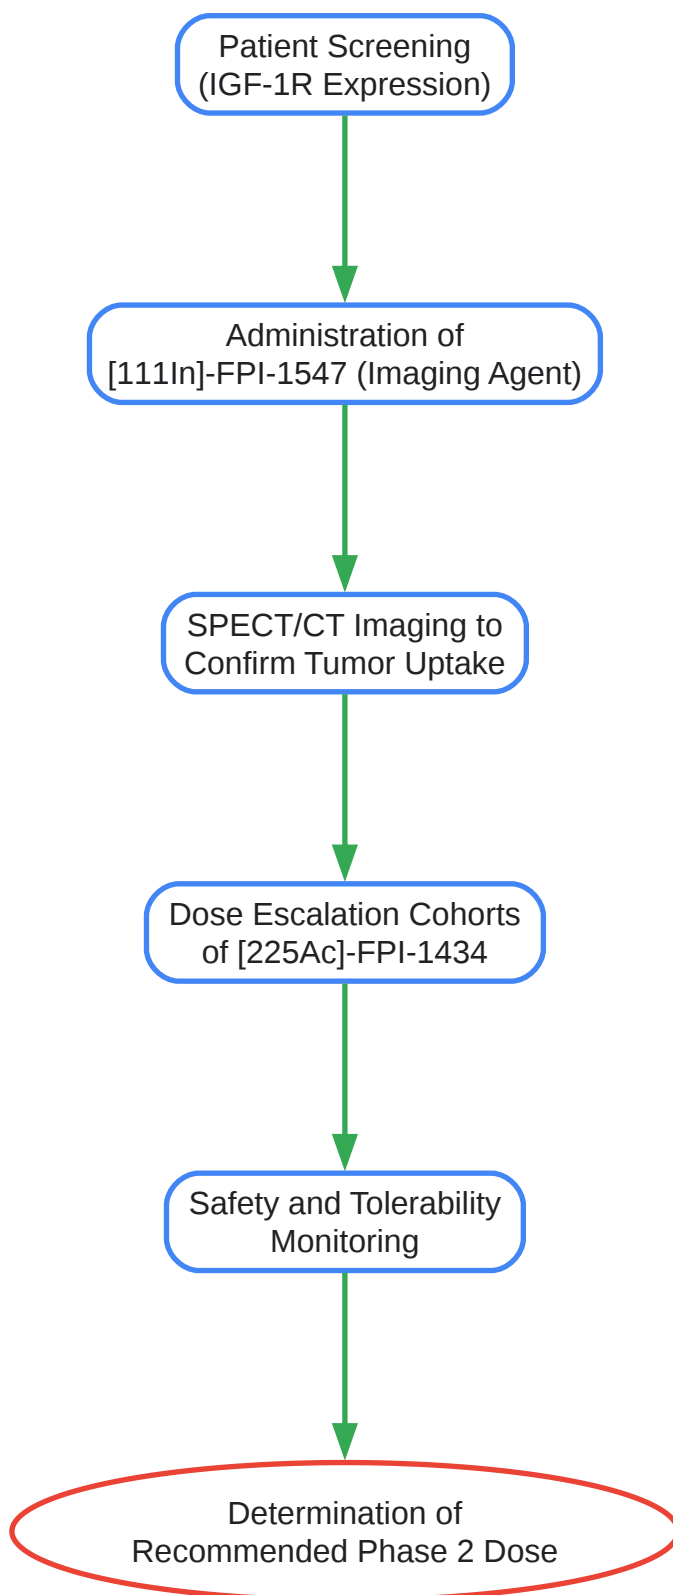 Patient Screening
(IGF-1R Expression)
Administration of
[111In]-FPI-1547 (Imaging Agent)
SPECT/CT Imaging to
Confirm Tumor Uptake
Dose Escalation Cohorts
of [225Ac]-FPI-1434
Safety and Tolerability
Monitoring
Determination of
Recommended Phase 2 Dose